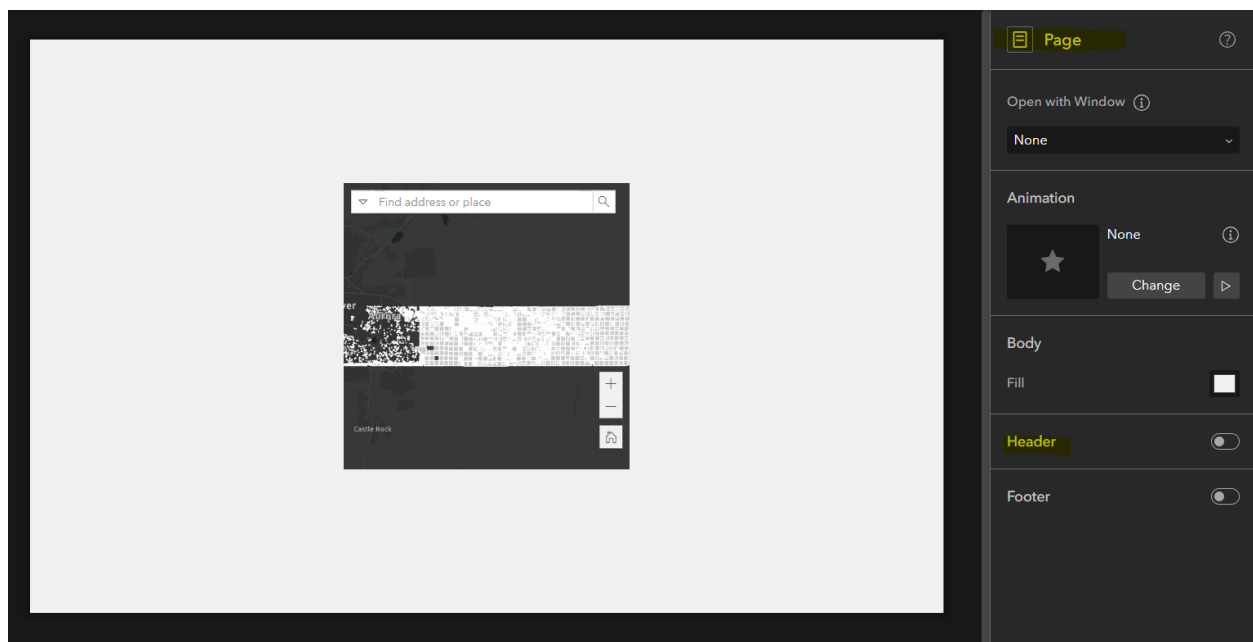 Page
Open with Window
None
Animation
None
Change
Body
Fill
Header
Footer
Find address or place
ver
Aurora
Castle Rock